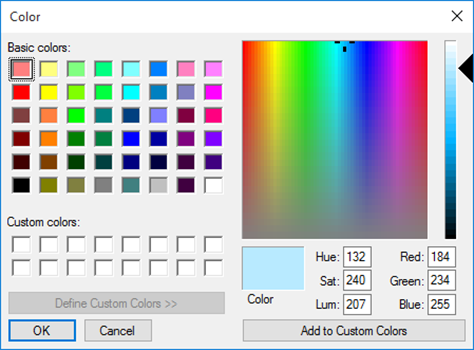 Color
Basic colors:
Custom colors:
Define Custom Colors >>
OK Cancel
Color
Hue: 132 Red: 184
Sat: 240 Green: 234
Lum: 207 Blue: 255
Add to Custom Colors